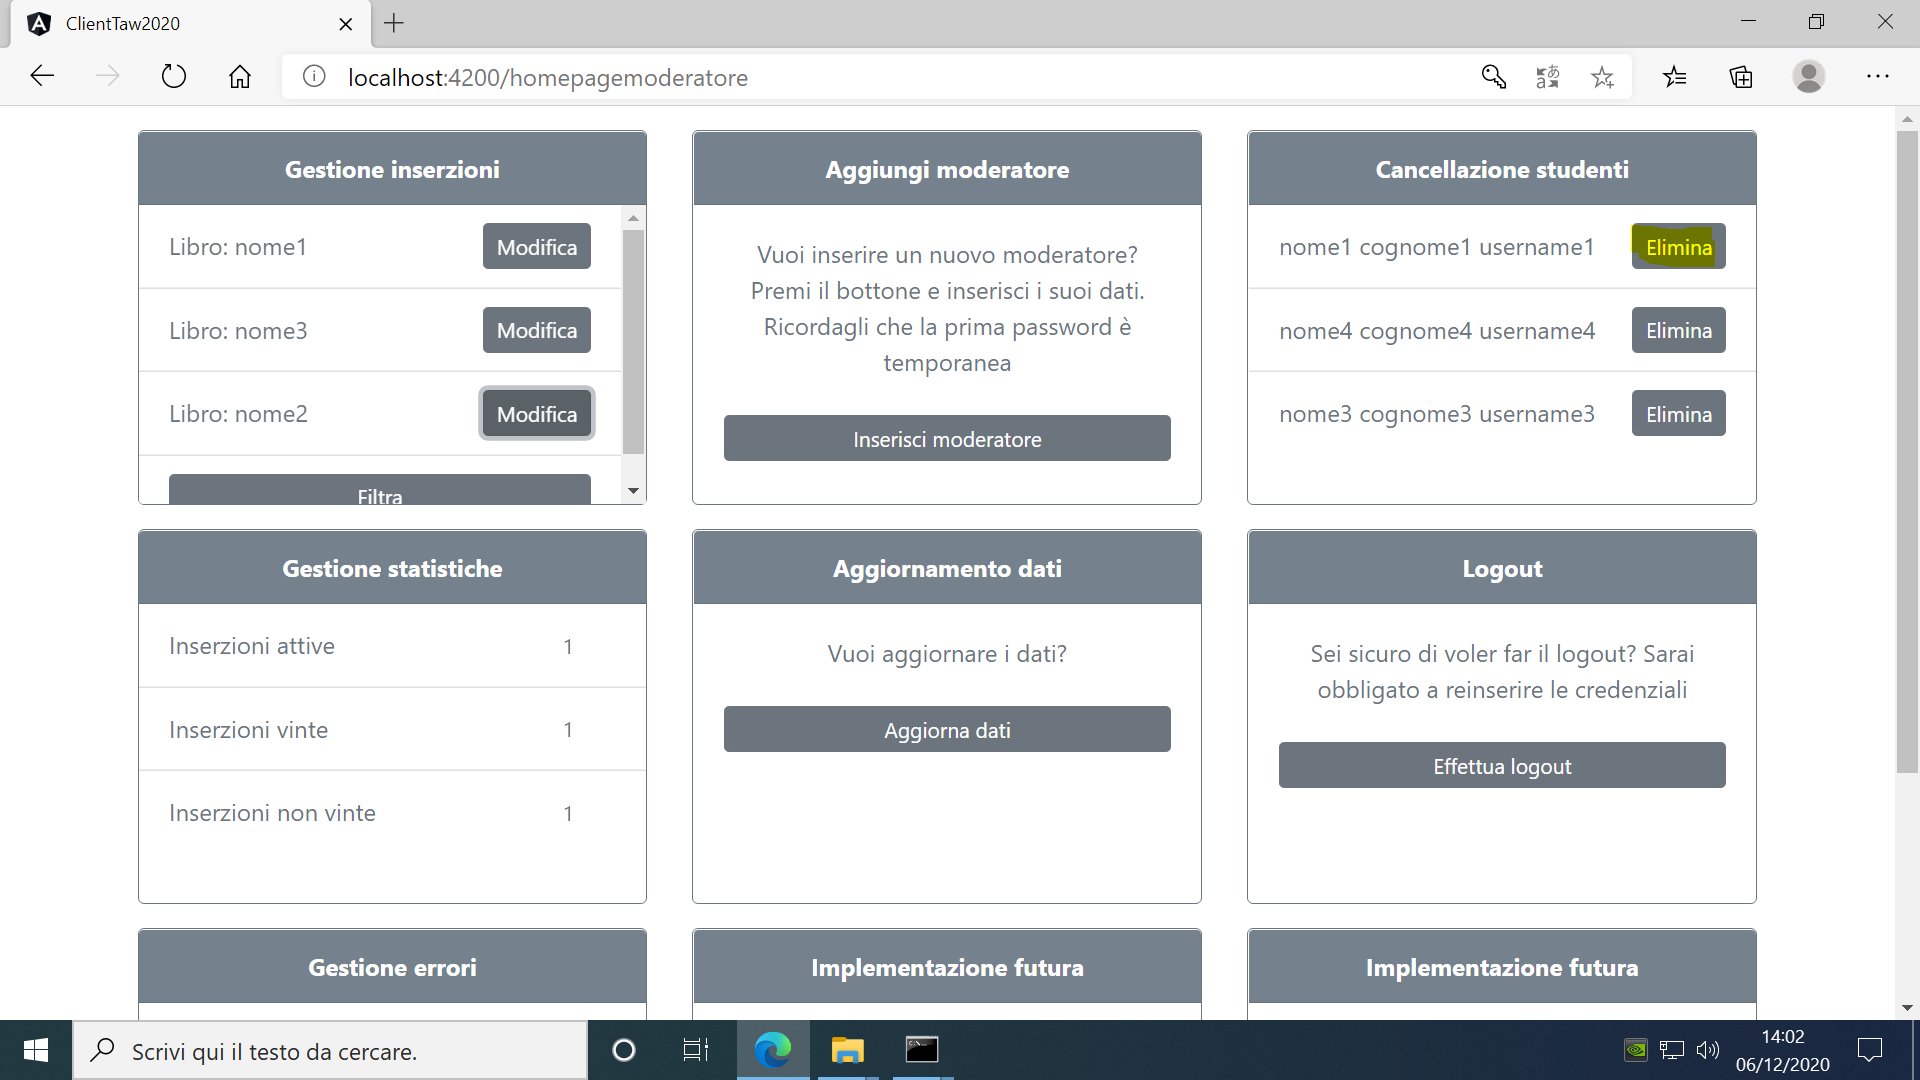 ClientTaw2020
localhost:4200/homepagemoderatore
Gestione inserzioni
Libro: nome1
Modifica
Libro: nome3
Modifica
Libro: nome2
Modifica
Filtra
Aggiungi moderatore
Vuoi inserire un nuovo moderatore?
Premi il bottone e inserisci i suoi dati.
Ricordagli che la prima password è
temporanea
Inserisci moderatore
Cancellazione studenti
nome1 cognome1 username1
Elimina
nome4 cognome4 username4
Elimina
nome3 cognome3 username3
Elimina
Gestione statistiche
Inserzioni attive 1
Inserzioni vinte 1
Inserzioni non vinte 1
Aggiornamento dati
Vuoi aggiornare i dati?
Aggiorna dati
Logout
Sei sicuro di voler far il logout? Sarai
obbligato a reinserire le credenziali
Effettua logout
Gestione errori
Implementazione futura
Implementazione futura
Scrivi qui il testo da cercare.
14:02
06/12/2020